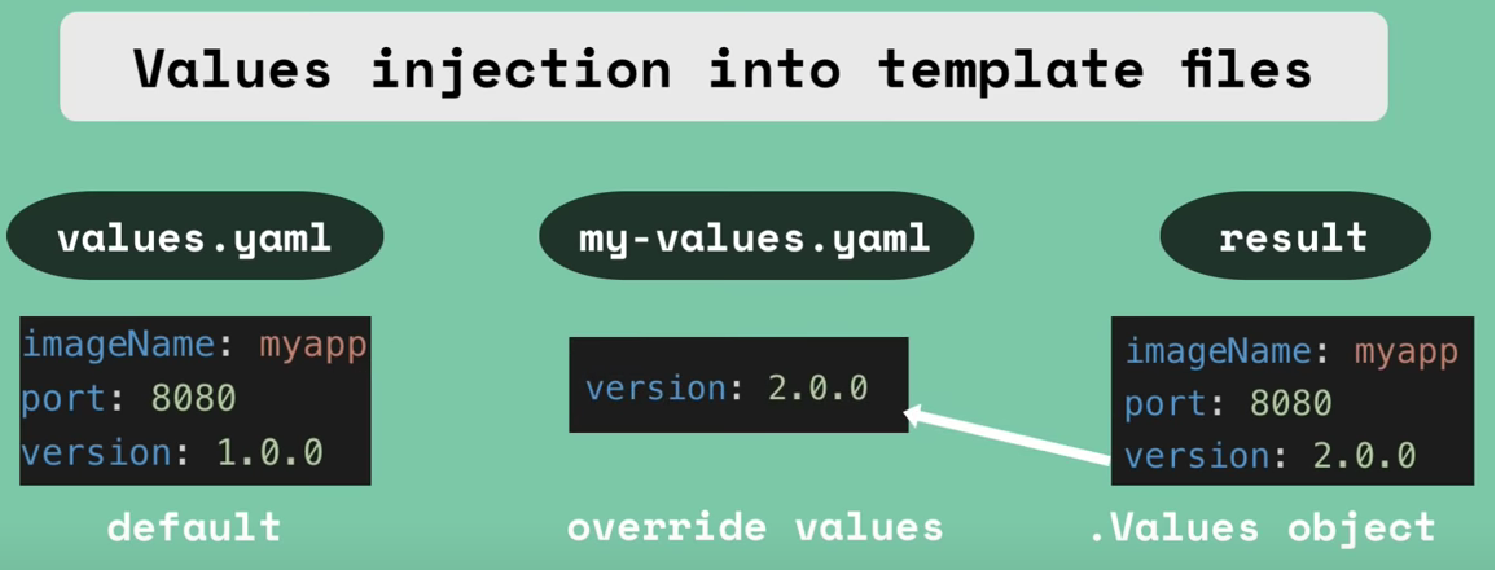 Values injection into template files
values.yaml
my-values.yaml
result
imageName: myapp
port: 8080
version: 1.0.0
version: 2.0.0
imageName: myapp
port: 8080
version: 2.0.0
default
override values
.Values object